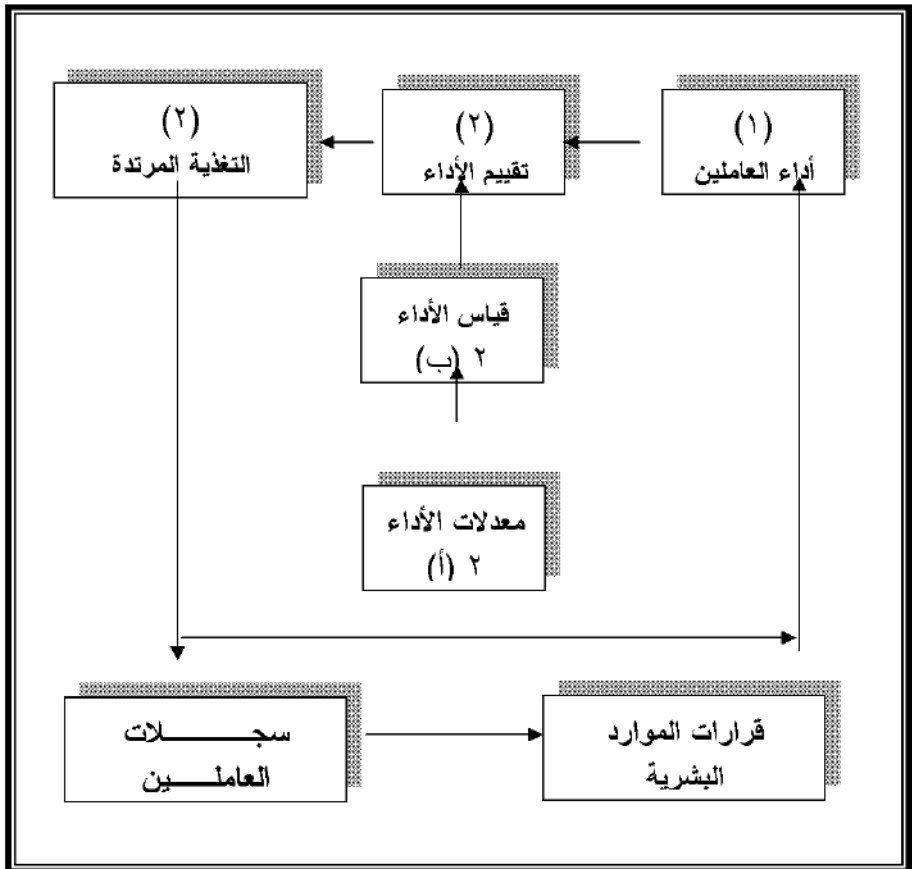 (١)
أداء العاملين
(٢)
تقييم الأداء
(٢)
التغذية المرتدة
قياس الأداء
٢ (ب)
معدلات الأداء
٢ (أ)
قرارات الموارد
البشرية
سجـــــــــلات
العاملـــــين